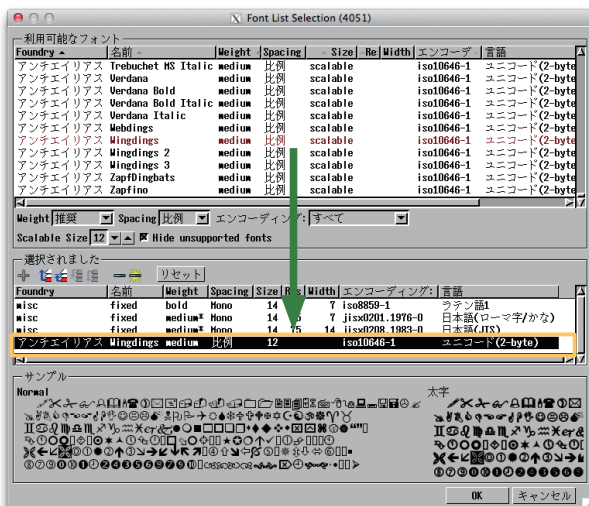 Font List Selection (4051)
利用可能なフォント
Foundry 名前 Weight Spacing Size Re Width エンコーデ 言語
アンチエイリアス Trebuchet MS Italic medium 比例 scalable iso10646-1 ユニコード(2-byte
アンチエイリアス Verdana medium 比例 scalable iso10646-1 ユニコード(2-byte
アンチエイリアス Verdana Bold medium 比例 scalable iso10646-1 ユニコード(2-byte
アンチエイリアス Verdana Bold Italic medium 比例 scalable iso10646-1 ユニコード(2-byte
アンチエイリアス Verdana Italic medium 比例 scalable iso10646-1 ユニコード(2-byte
アンチエイリアス Webdings medium 比例 scalable iso10646-1 ユニコード(2-byte
アンチエイリアス Wingdings medium 比例 scalable iso10646-1 ユニコード(2-byte
アンチエイリアス Wingdings 2 medium 比例 scalable iso10646-1 ユニコード(2-byte
アンチエイリアス Wingdings 3 medium 比例 scalable iso10646-1 ユニコード(2-byte
アンチエイリアス ZapfDingbats medium 比例 scalable iso10646-1 ユニコード(2-byte
アンチエイリアス Zapfino medium 比例 scalable iso10646-1 ユニコード(2-byte
Weight 推奨 Spacing 比例 エンコーディング: すべて
Scalable Size 12 Hide unsupported fonts
選択されました
リセット
Foundry 名前 Weight Spacing Size Res Width エンコーディング: 言語
misc fixed bold Mono 14 7 iso8859-1 ラテン語1
misc fixed medium* Mono 14 7 jisx0201.1976-0 日本語(ローマ字/かな)
misc fixed medium* Mono 14 75 14 jisx0208.1983-0 日本語(JIS)
アンチエイリアス Wingdings medium 比例 12 iso10646-1 ユニコード(2-byte)
サンプル
Normal 太字
OK キャンセル